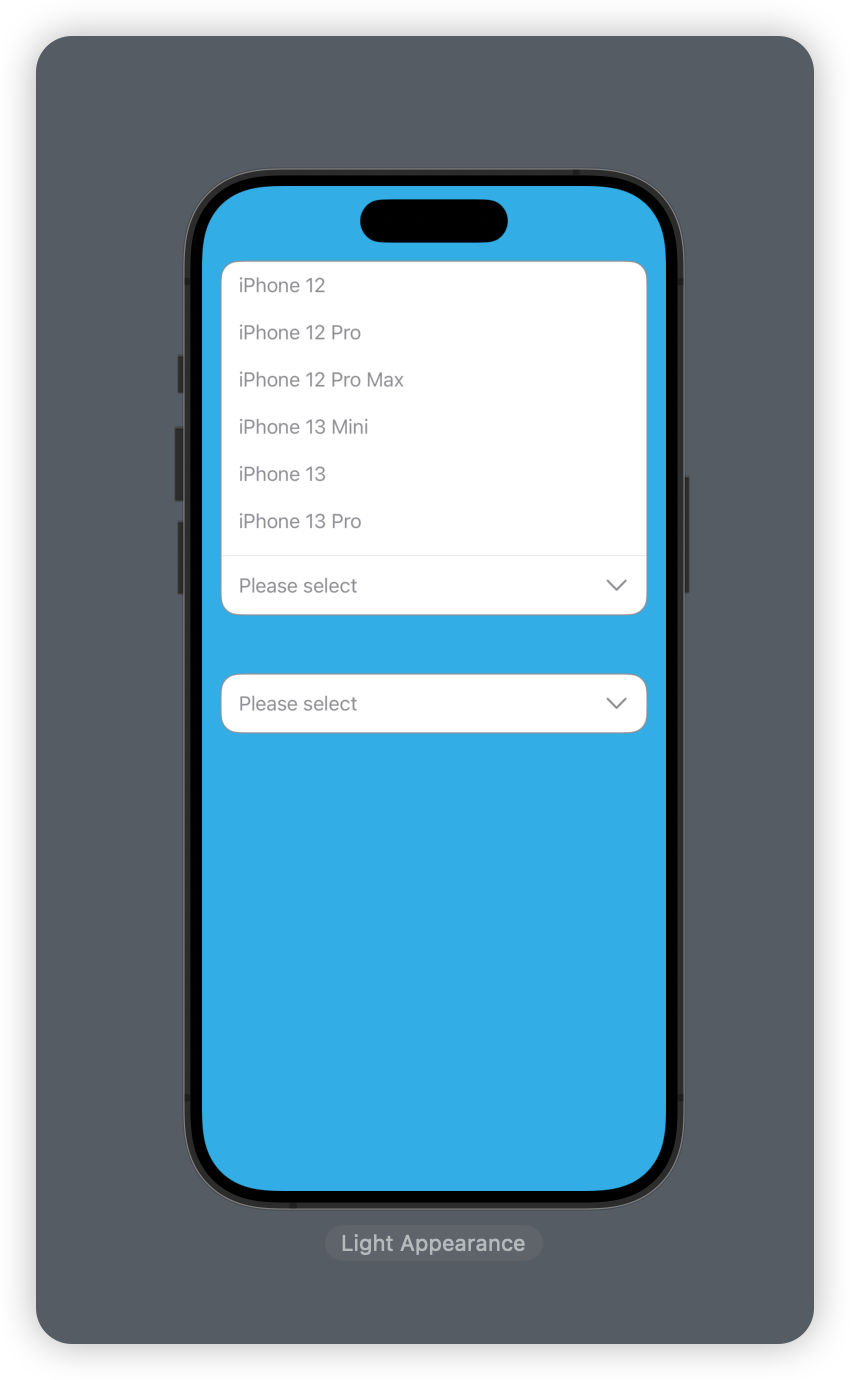 iPhone 12
iPhone 12 Pro
iPhone 12 Pro Max
iPhone 13 Mini
iPhone 13
iPhone 13 Pro
Please select
Please select
Light Appearance